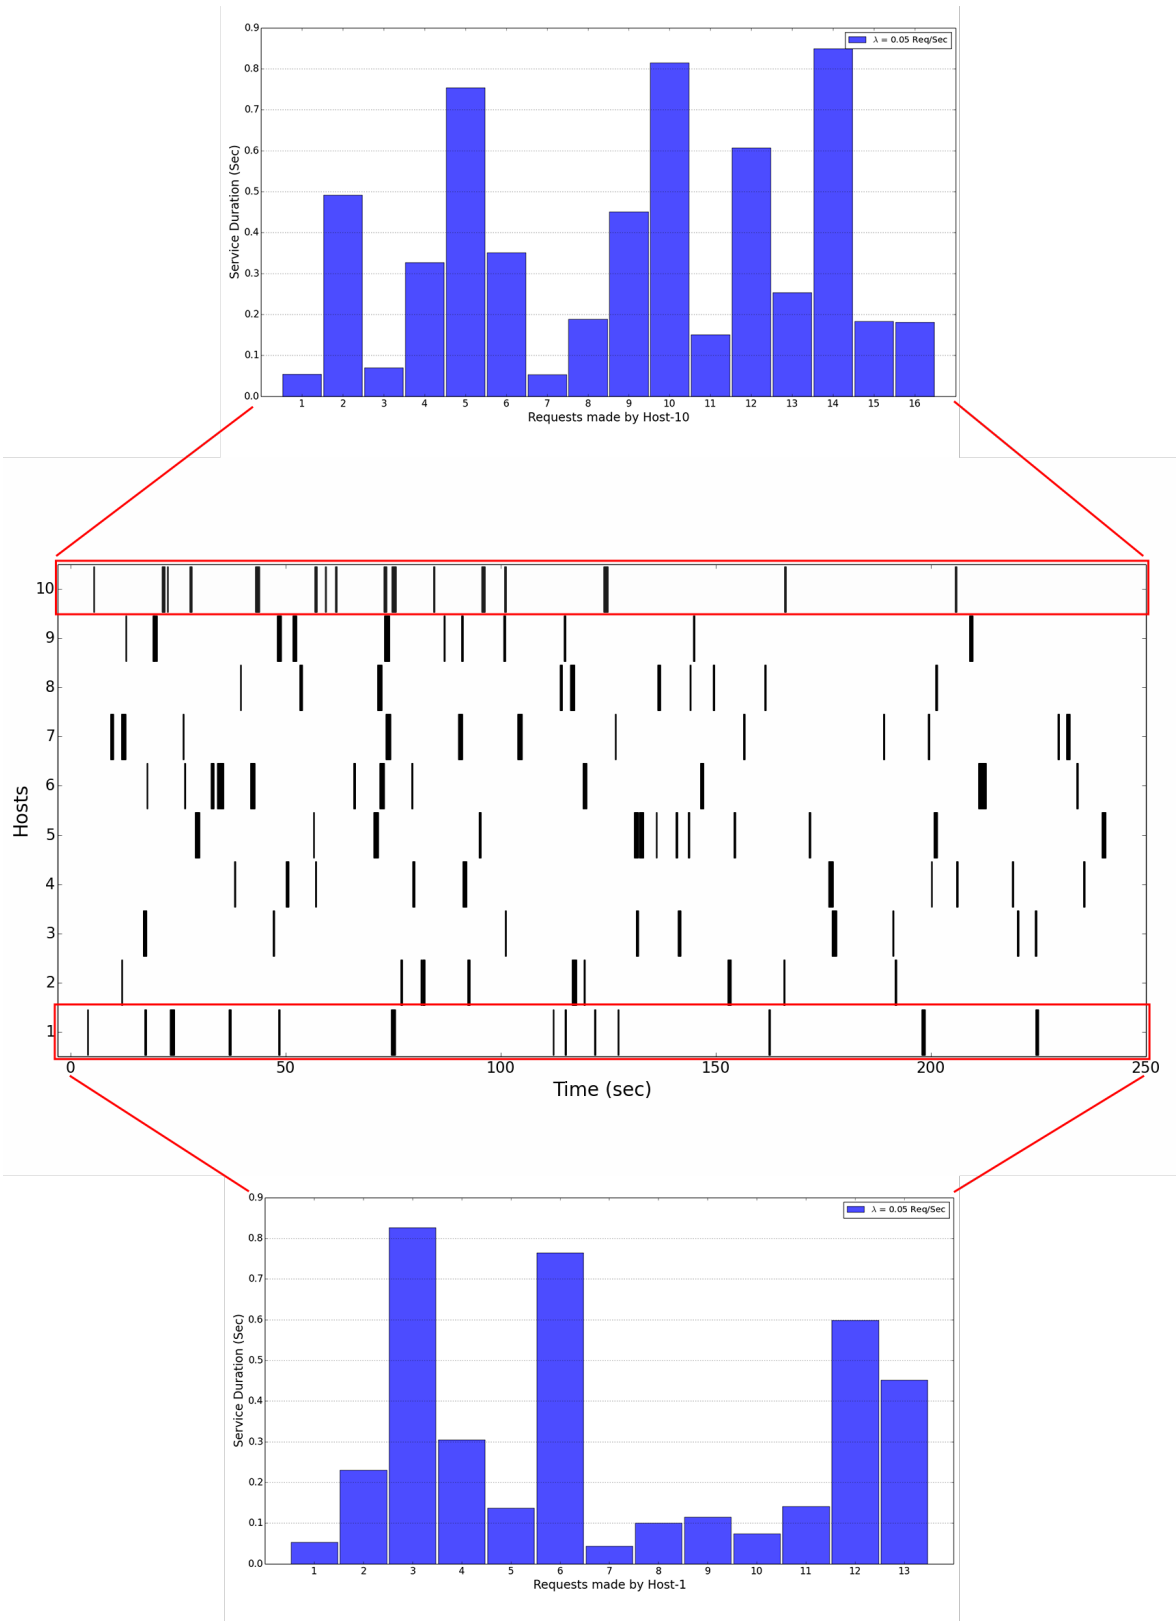 0.9
λ = 0.05 Req/Sec
0.8
0.7
0.6
0.5
0.4
0.3
0.2
0.1
0.0
Service Duration (Sec)
1 2 3 4 5 6 7 8 9 10 11 12 13 14 15 16
Requests made by Host-10
10
9
8
7
6
5
4
3
2
1
Hosts
0 50 100 150 200 250
Time (sec)
0.9
λ = 0.05 Req/Sec
0.8
0.7
0.6
0.5
0.4
0.3
0.2
0.1
0.0
Service Duration (Sec)
1 2 3 4 5 6 7 8 9 10 11 12 13
Requests made by Host-1